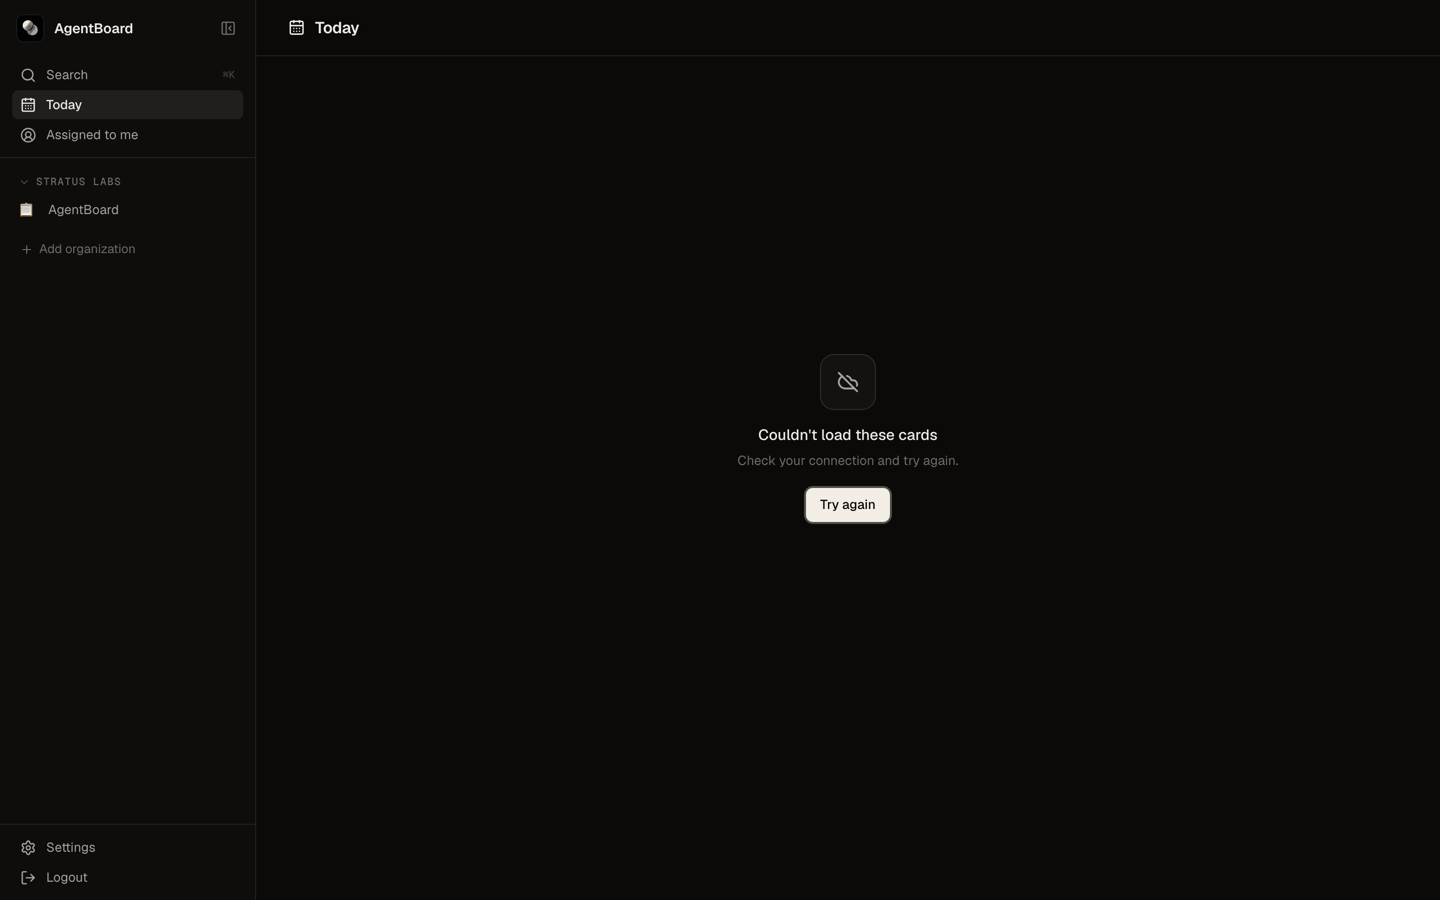 AgentBoard
Search ⌘K
Today
Assigned to me
STRATUS LABS
AgentBoard
Add organization
Settings
Logout
Today
Couldn't load these cards
Check your connection and try again.
Try again